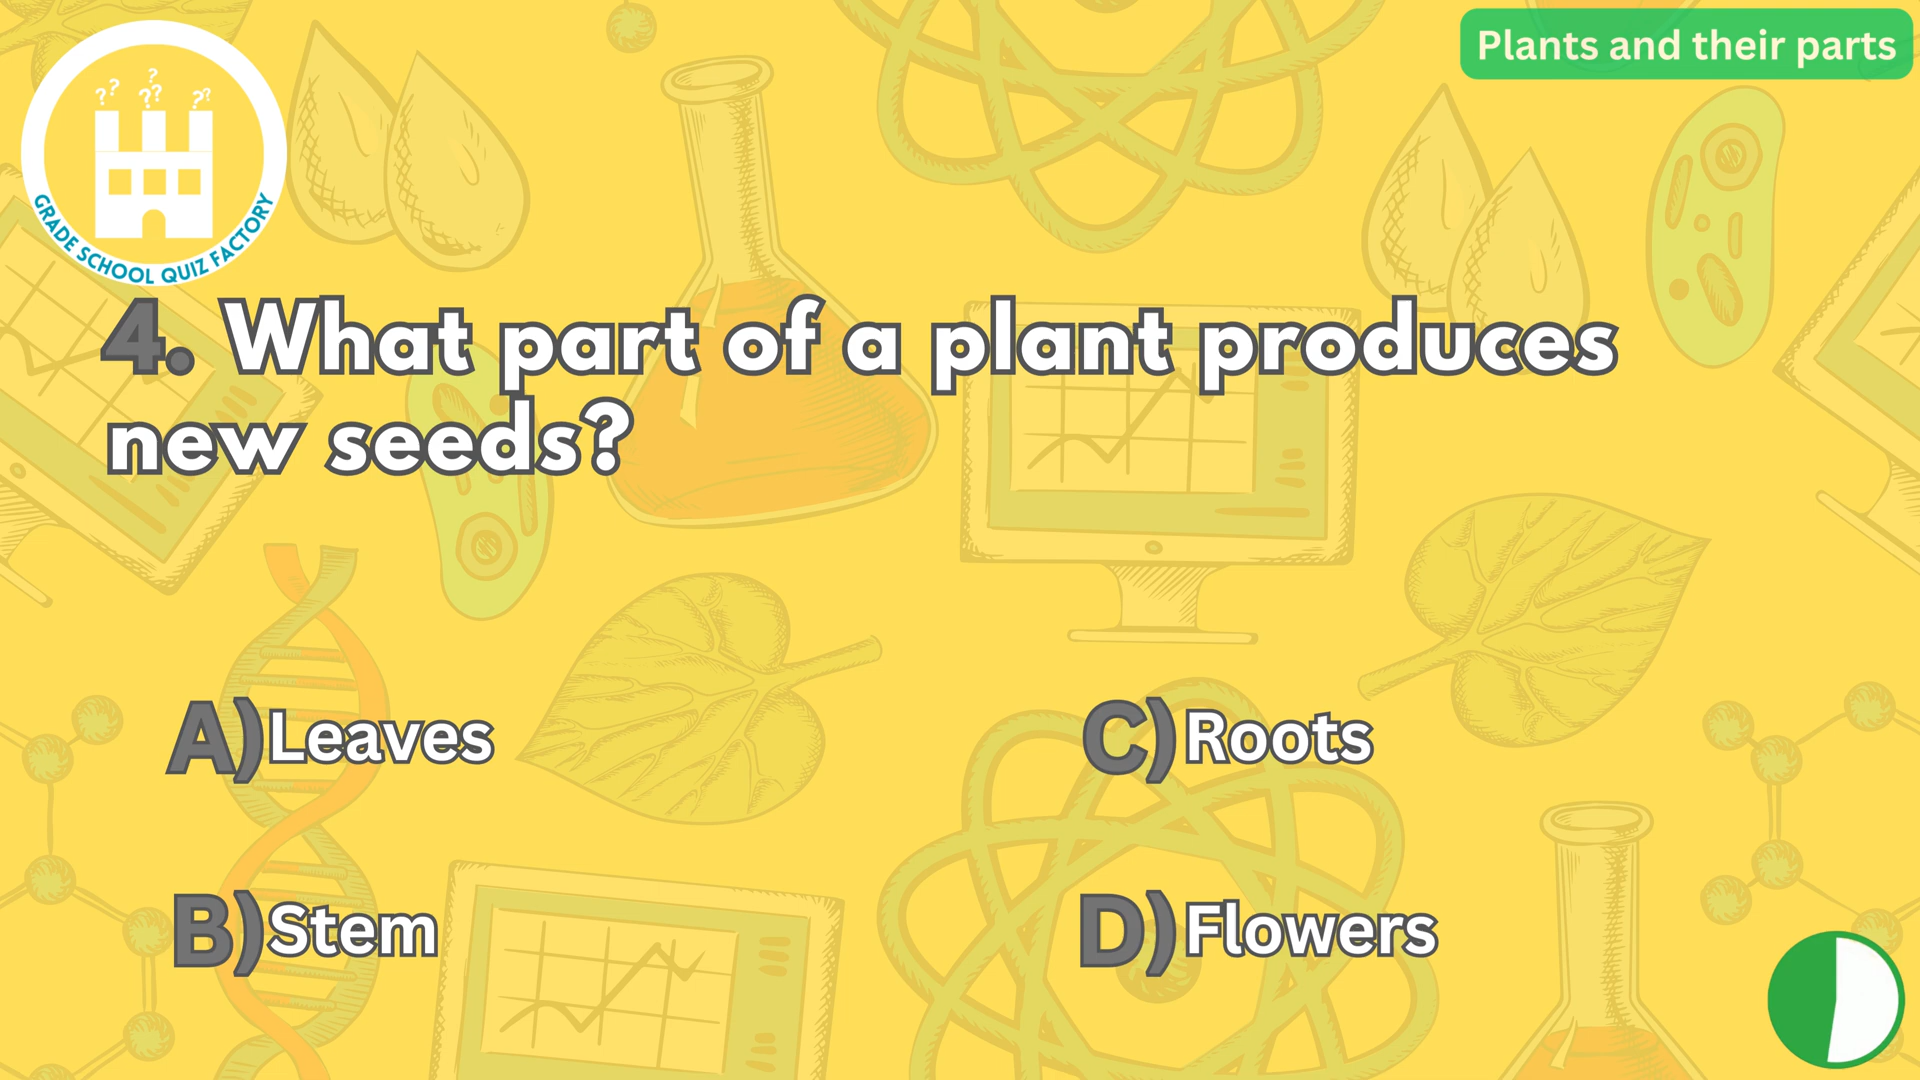 Plants and their parts
?? ?
?? ??
GRADE SCHOOL QUIZ FACTORY
4. What part of a plant produces
new seeds?
A) Leaves
C) Roots
B) Stem
D) Flowers